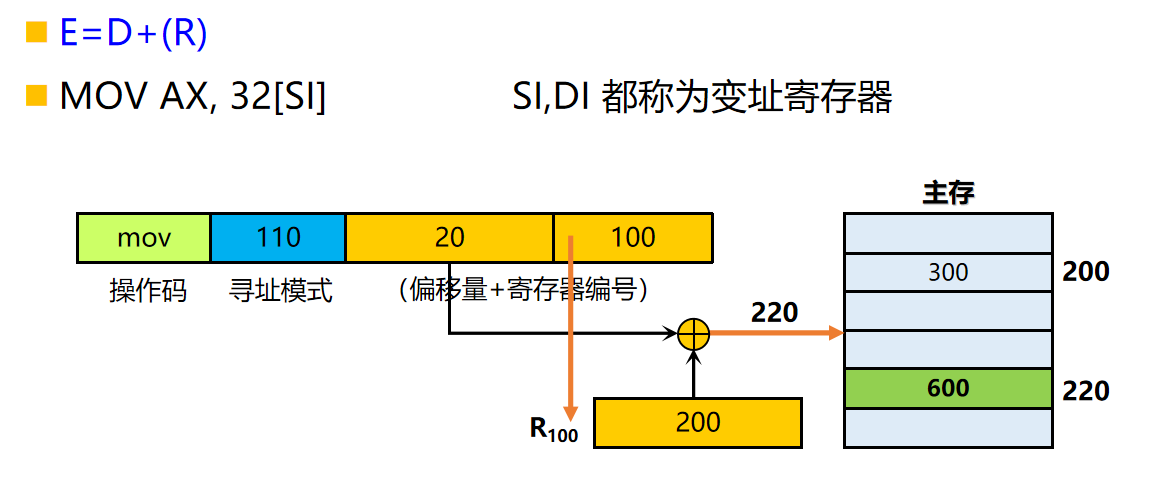 E=D+(R)
MOV AX, 32[SI] SI,DI 都称为变址寄存器
主存
mov 110 20 100
操作码 寻址模式 （偏移量+寄存器编号）
300 200
220
600 220
R100 200